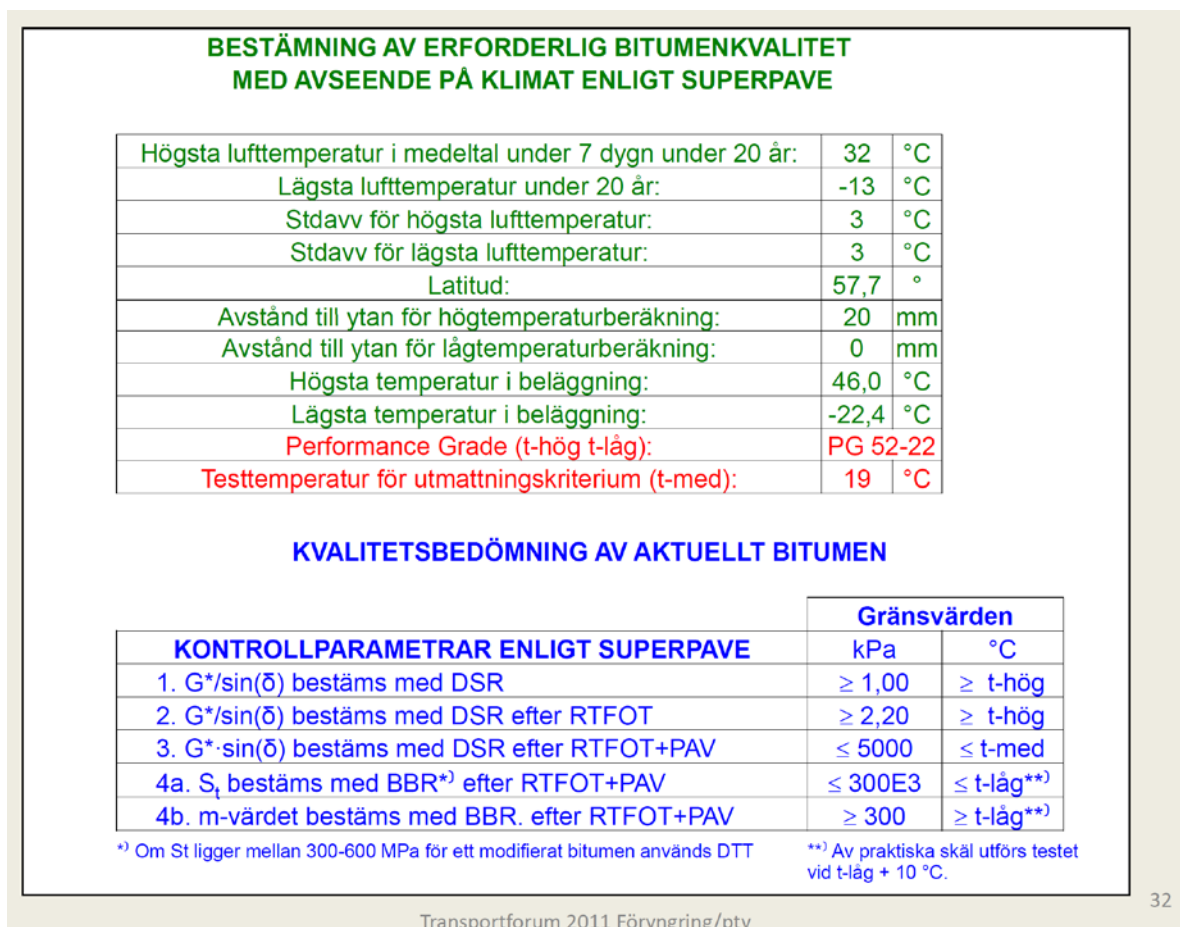 BESTÄMNING AV ERFORDERLIG BITUMENKVALITET
MED AVSEENDE PÅ KLIMAT ENLIGT SUPERPAVE
Högsta lufttemperatur i medeltal under 7 dygn under 20 år: 32 °C
Lägsta lufttemperatur under 20 år: -13 °C
Stdavv för högsta lufttemperatur: 3 °C
Stdavv för lägsta lufttemperatur: 3 °C
Latitud: 57,7 °
Avstånd till ytan för högtemperaturberäkning: 20 mm
Avstånd till ytan för lågtemperaturberäkning: 0 mm
Högsta temperatur i beläggning: 46,0 °C
Lägsta temperatur i beläggning: -22,4 °C
Performance Grade (t-hög t-låg): PG 52-22
Testtemperatur för utmattningskriterium (t-med): 19 °C
KVALITETSBEDÖMNING AV AKTUELLT BITUMEN
Gränsvärden
KONTROLLPARAMETRAR ENLIGT SUPERPAVE kPa °C
1. G*/sin(δ) bestäms med DSR ≥ 1,00 ≥ t-hög
2. G*/sin(δ) bestäms med DSR efter RTFOT ≥ 2,20 ≥ t-hög
3. G*·sin(δ) bestäms med DSR efter RTFOT+PAV ≤ 5000 ≤ t-med
4a. St bestäms med BBR*) efter RTFOT+PAV ≤ 300E3 ≤ t-låg**)
4b. m-värdet bestäms med BBR. efter RTFOT+PAV ≥ 300 ≥ t-låg**)
*) Om St ligger mellan 300-600 MPa för ett modifierat bitumen används DTT
**) Av praktiska skäl utförs testet
vid t-låg + 10 °C.
32
Transportforum 2011 Föryngring/pty